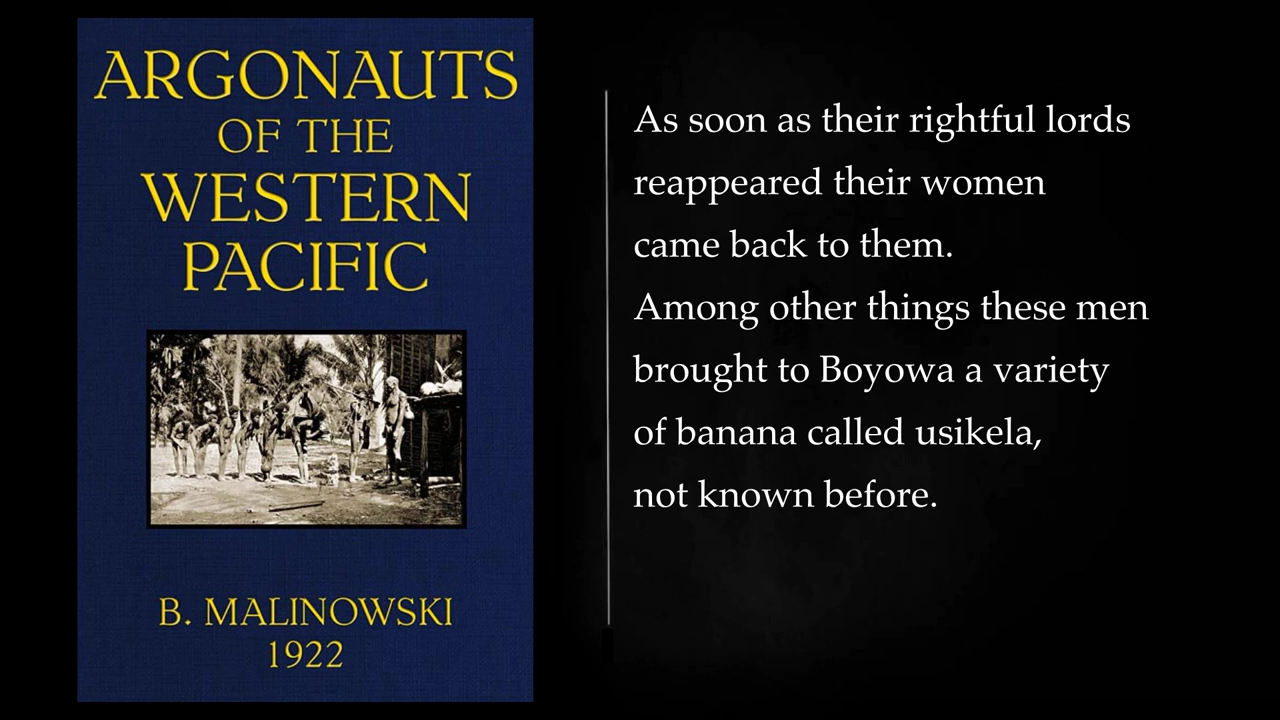 ARGONAUTS
OF THE
WESTERN
PACIFIC
B. MALINOWSKI
1922
As soon as their rightful lords
reappeared their women
came back to them.
Among other things these men
brought to Boyowa a variety
of banana called usikela,
not known before.